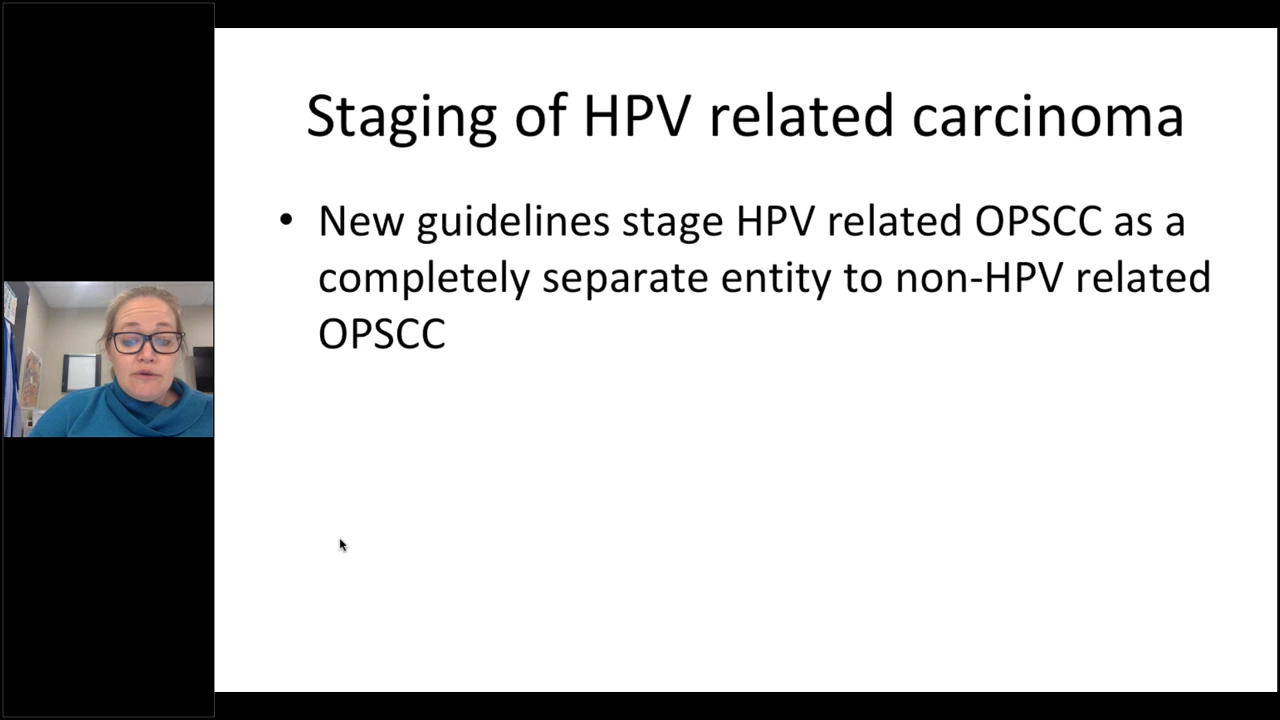 Staging of HPV related carcinoma
• New guidelines stage HPV related OPSCC as a
completely separate entity to non-HPV related
OPSCC